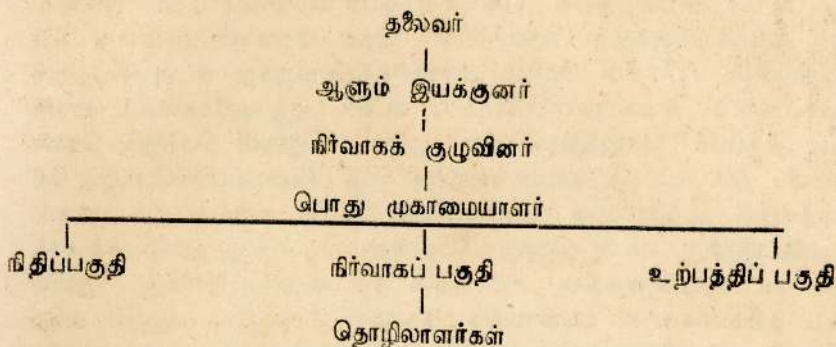 தலைவர்
ஆளும் இயக்குனர்
நிர்வாகக் குழுவினர்
பொது முகாமையாளர்
நிதிப்பகுதி நிர்வாகப் பகுதி உற்பத்திப் பகுதி
தொழிலாளர்கள்